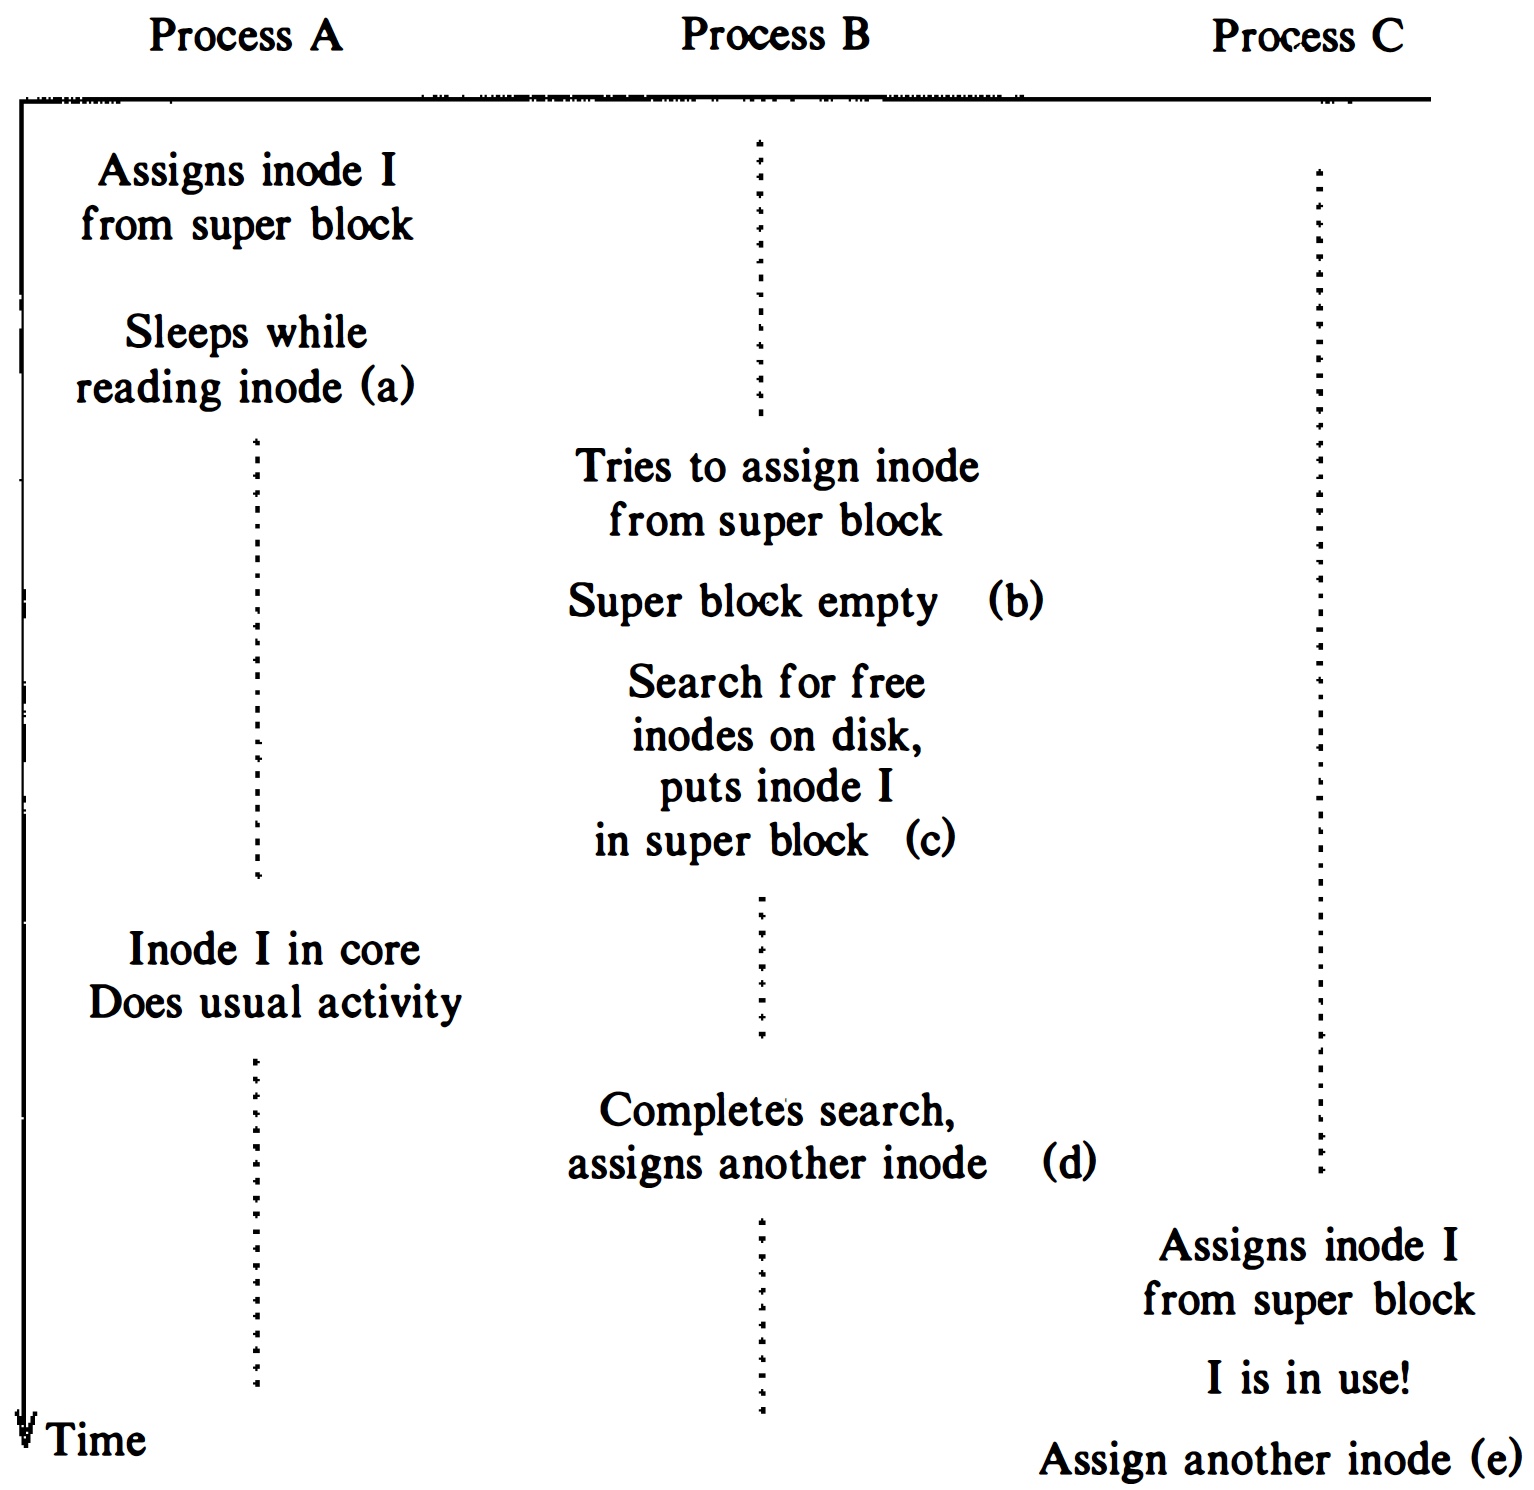 Process A
Process B
Process C
Assigns inode I
from super block
Sleeps while
reading inode (a)
Tries to assign inode
from super block
Super block empty (b)
Search for free
inodes on disk,
puts inode I
in super block (c)
Inode I in core
Does usual activity
Completes search,
assigns another inode (d)
Assigns inode I
from super block
I is in use!
Assign another inode (e)
Time